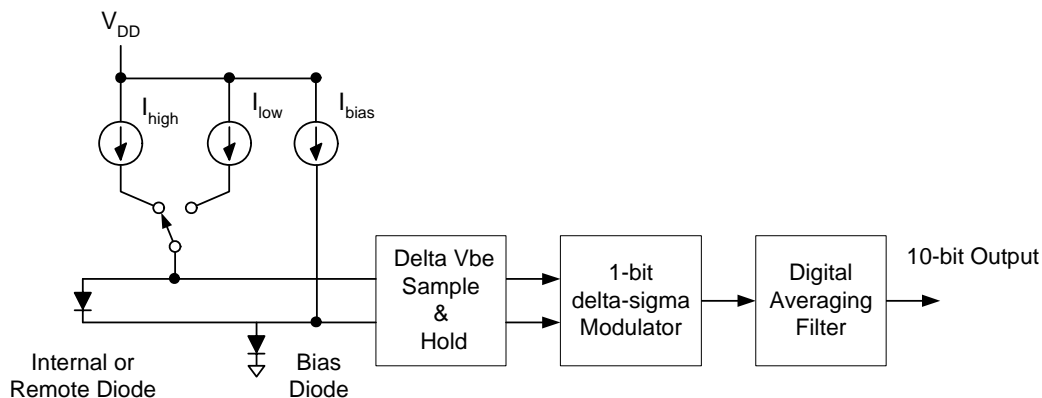 V_DD
I_high
I_low
I_bias
Delta Vbe
Sample
&
Hold
1-bit
delta-sigma
Modulator
Digital
Averaging
Filter
10-bit Output
Internal or
Remote Diode
Bias
Diode